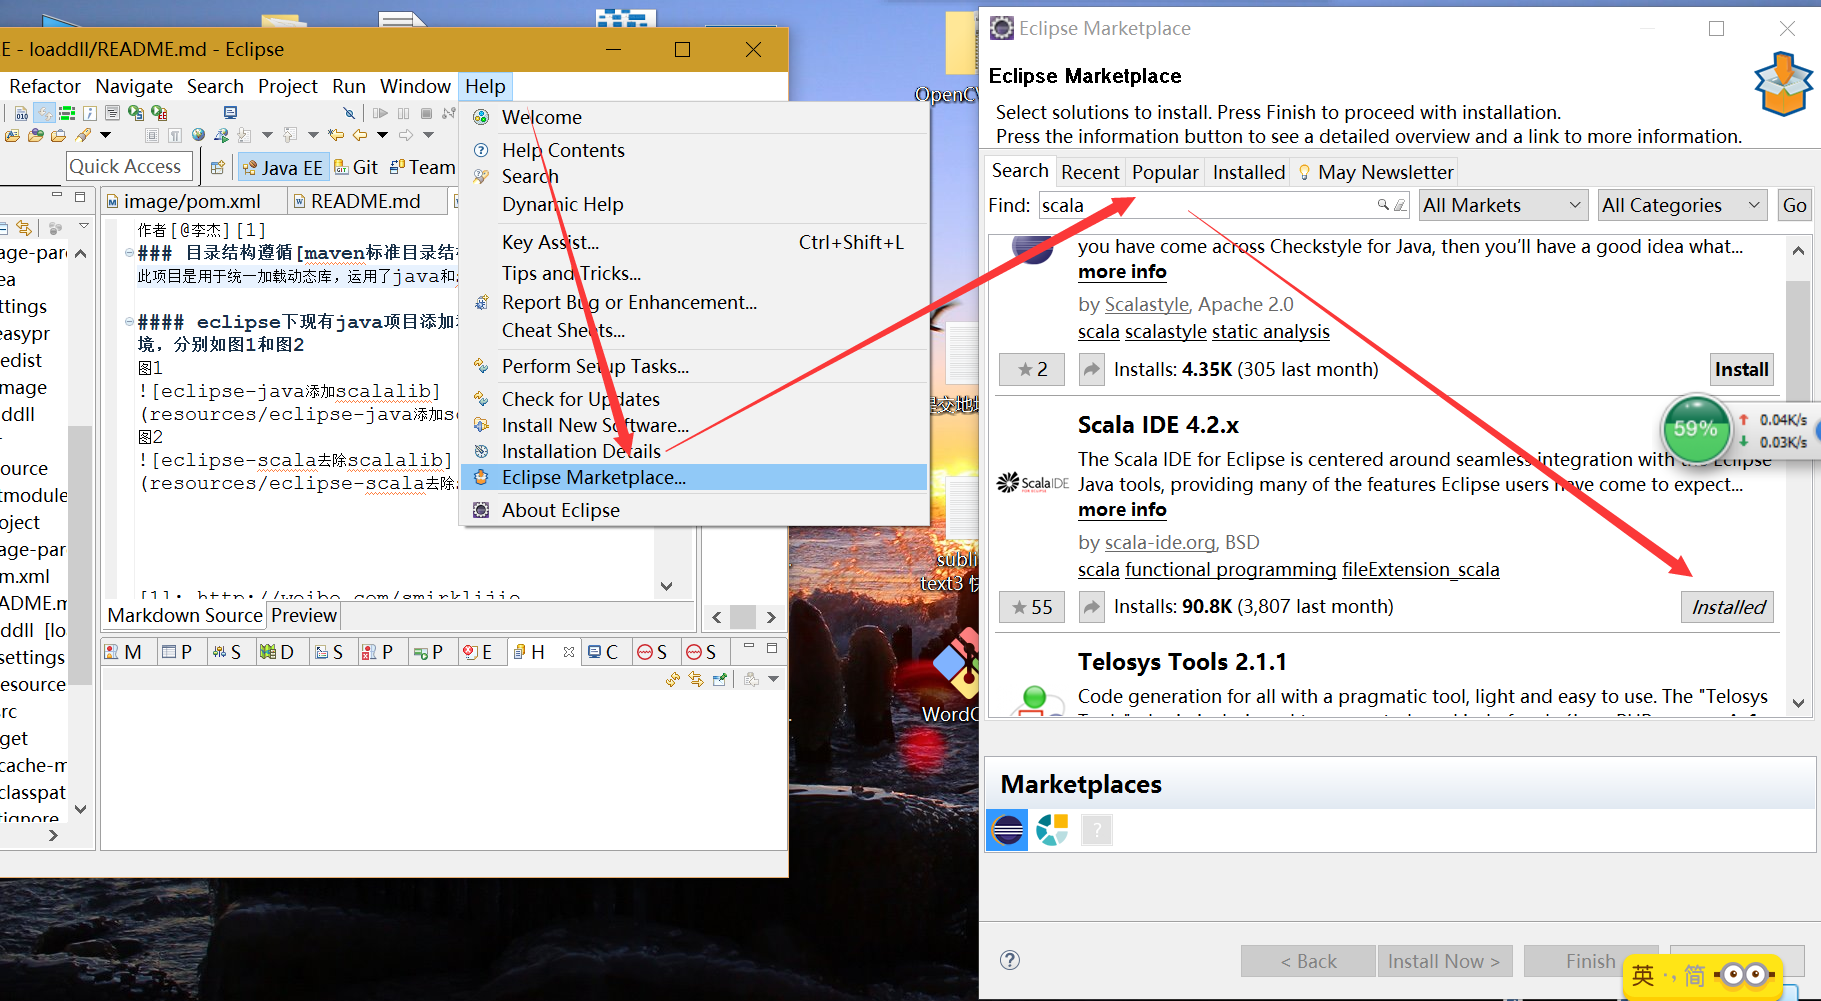 E - loaddll/README.md - Eclipse
Refactor Navigate Search Project Run Window Help
Quick Access
Java EE
Git
Team
image/pom.xml
README.md
作者[@李杰][1]
### 目录结构遵循[maven标准目录结
此项目是用于统一加载动态库，运用了java和
#### eclipse下现有java项目添加
境，分别如图1和图2
图1
![eclipse-java添加scalalib]
(resources/eclipse-java添加sc
图2
![eclipse-scala去除scalalib]
(resources/eclipse-scala去除
[1]: http://weibo.com/smirklijie
Markdown Source
Preview
age-par
ea
ttings
easypr
edist
mage
ddll
ource
tmodule
oject
age-par
m.xml
ADME.m
ddll [lo
settings
esource
src
get
cache-m
classpat
tignore
M
P
S
D
S
P
P
E
H
C
S
S
Welcome
Help Contents
Search
Dynamic Help
Key Assist... Ctrl+Shift+L
Tips and Tricks...
Report Bug or Enhancement...
Cheat Sheets...
Perform Setup Tasks...
Check for Updates
Install New Software...
Installation Details
Eclipse Marketplace...
About Eclipse
OpenCV
subli
text3 快
WordC
Eclipse Marketplace
Eclipse Marketplace
Select solutions to install. Press Finish to proceed with installation.
Press the information button to see a detailed overview and a link to more information.
Search Recent Popular Installed May Newsletter
Find: scala
All Markets
All Categories
Go
you have come across Checkstyle for Java, then you'll have a good idea what...
more info
by Scalastyle, Apache 2.0
scala scalastyle static analysis
2
Installs: 4.35K (305 last month)
Install
Scala IDE 4.2.x
The Scala IDE for Eclipse is centered around seamless integration with the Eclipse
Java tools, providing many of the features Eclipse users have come to expect...
ScalaIDE
more info
by scala-ide.org, BSD
scala functional programming fileExtension_scala
55
Installs: 90.8K (3,807 last month)
Installed
Telosys Tools 2.1.1
Code generation for all with a pragmatic tool, light and easy to use. The "Telosys
59%
0.04K/s
0.03K/s
Marketplaces
?
?
< Back
Install Now >
Finish
英 ·, 简